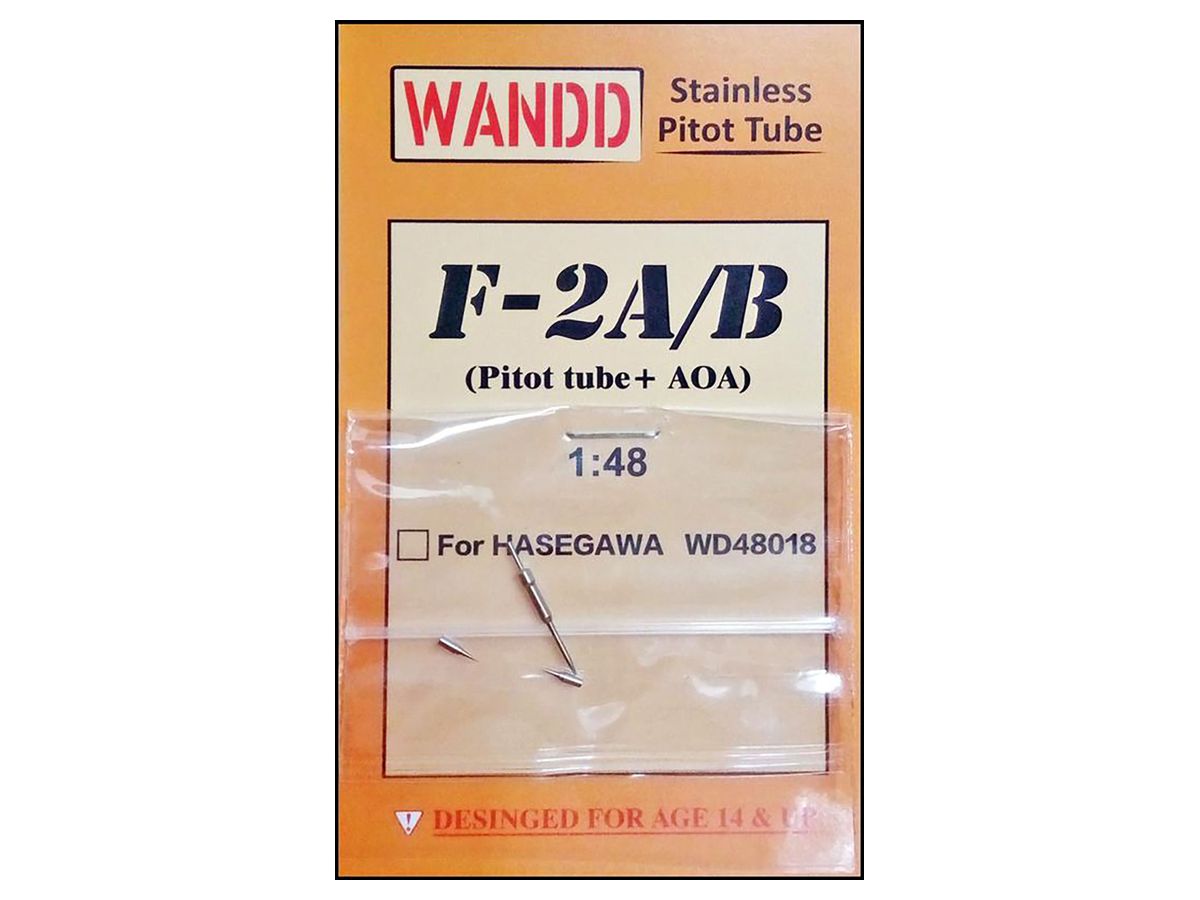 WANDD
Stainless
Pitot Tube
F-2A/B
(Pitot tube+ AOA)
1:48
For HASEGAWA WD48018
DESINGED FOR AGE 14 & UP